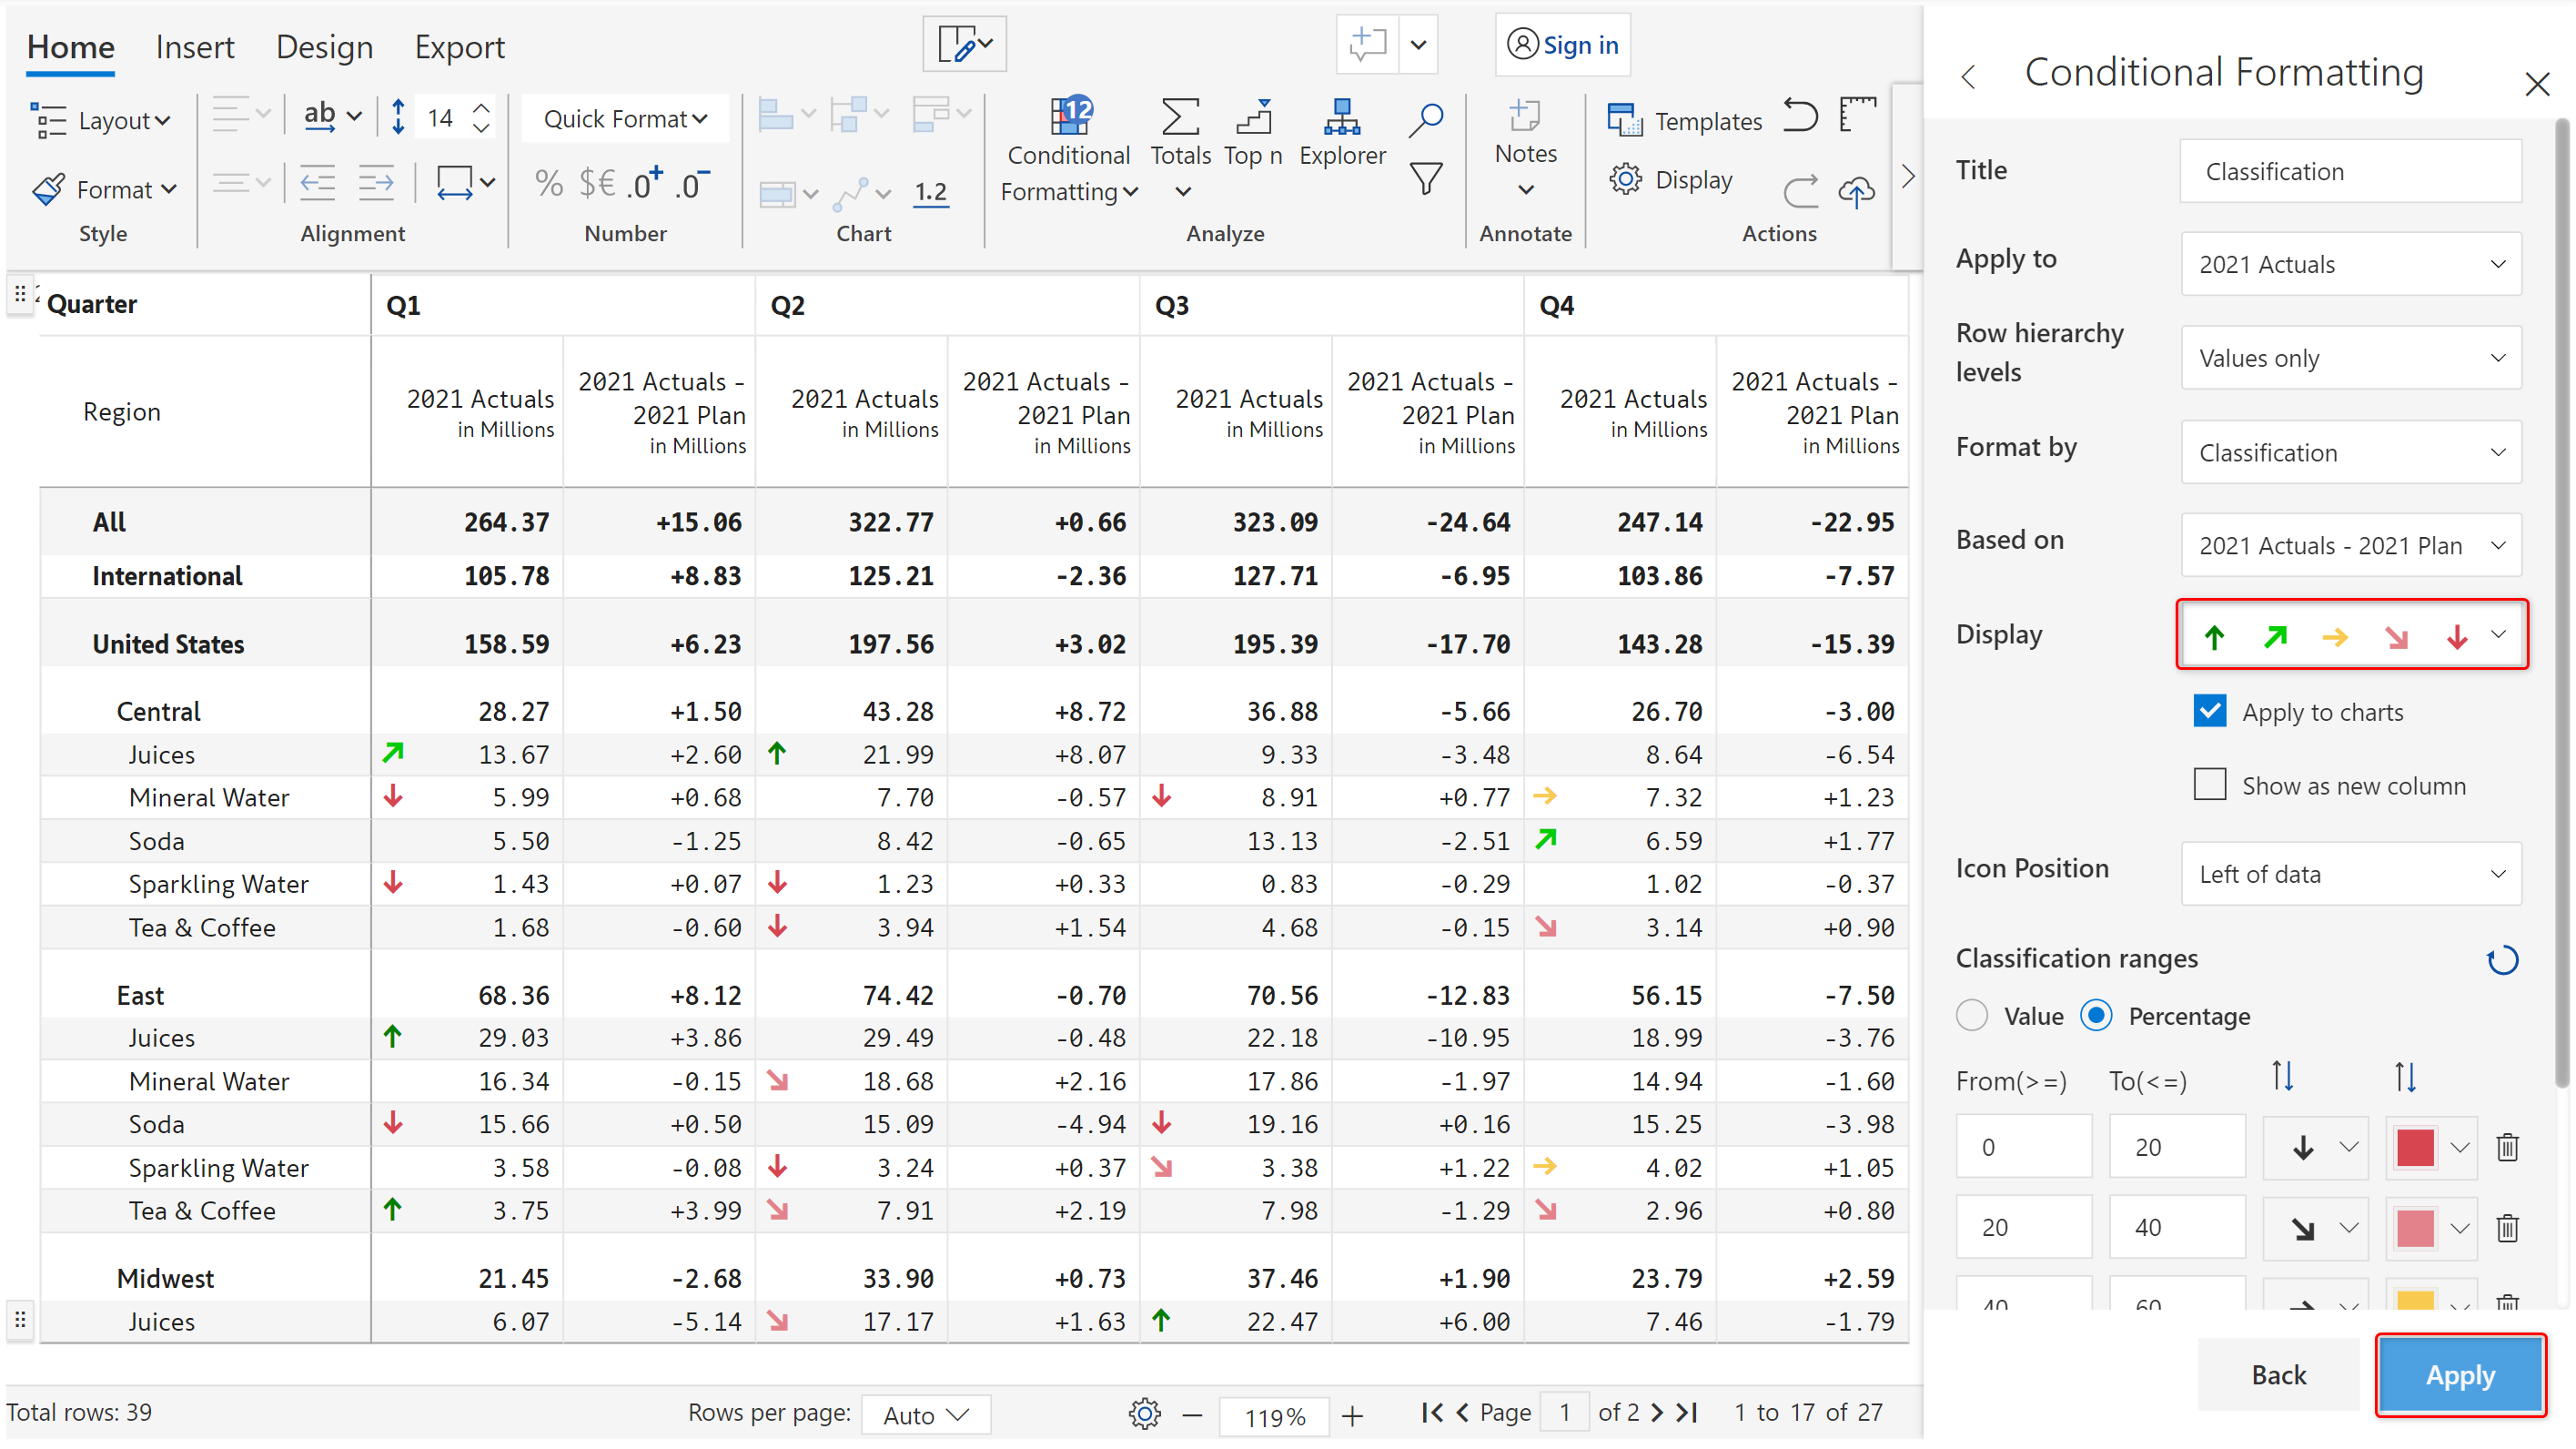 Home Insert Design Export Sign in
Layout ab 14 Quick Format 12 Templates
Conditional Totals Top n Explorer Notes
Format % $€ .0+ .0- 1.2 Formatting Display
Style Alignment Number Chart Analyze Annotate Actions
Quarter Q1 Q2 Q3 Q4
2021 Actuals - 2021 Actuals - 2021 Actuals - 2021 Actuals -
Region 2021 Actuals 2021 Plan 2021 Actuals 2021 Plan 2021 Actuals 2021 Plan 2021 Actuals 2021 Plan
in Millions in Millions in Millions in Millions in Millions in Millions in Millions in Millions
All 264.37 +15.06 322.77 +0.66 323.09 -24.64 247.14 -22.95
International 105.78 +8.83 125.21 -2.36 127.71 -6.95 103.86 -7.57
United States 158.59 +6.23 197.56 +3.02 195.39 -17.70 143.28 -15.39
Central 28.27 +1.50 43.28 +8.72 36.88 -5.66 26.70 -3.00
Juices 13.67 +2.60 21.99 +8.07 9.33 -3.48 8.64 -6.54
Mineral Water 5.99 +0.68 7.70 -0.57 8.91 +0.77 7.32 +1.23
Soda 5.50 -1.25 8.42 -0.65 13.13 -2.51 6.59 +1.77
Sparkling Water 1.43 +0.07 1.23 +0.33 0.83 -0.29 1.02 -0.37
Tea & Coffee 1.68 -0.60 3.94 +1.54 4.68 -0.15 3.14 +0.90
East 68.36 +8.12 74.42 -0.70 70.56 -12.83 56.15 -7.50
Juices 29.03 +3.86 29.49 -0.48 22.18 -10.95 18.99 -3.76
Mineral Water 16.34 -0.15 18.68 +2.16 17.86 -1.97 14.94 -1.60
Soda 15.66 +0.50 15.09 -4.94 19.16 +0.16 15.25 -3.98
Sparkling Water 3.58 -0.08 3.24 +0.37 3.38 +1.22 4.02 +1.05
Tea & Coffee 3.75 +3.99 7.91 +2.19 7.98 -1.29 2.96 +0.80
Midwest 21.45 -2.68 33.90 +0.73 37.46 +1.90 23.79 +2.59
Juices 6.07 -5.14 17.17 +1.63 22.47 +6.00 7.46 -1.79
Total rows: 39 Rows per page: Auto 119% Page 1 of 2 1 to 17 of 27
Conditional Formatting
Title Classification
Apply to 2021 Actuals
Row hierarchy
levels Values only
Format by Classification
Based on 2021 Actuals - 2021 Plan
Display
Apply to charts
Show as new column
Icon Position Left of data
Classification ranges
Value Percentage
From(>=) To(<=)
0 20
20 40
40 60
Back Apply